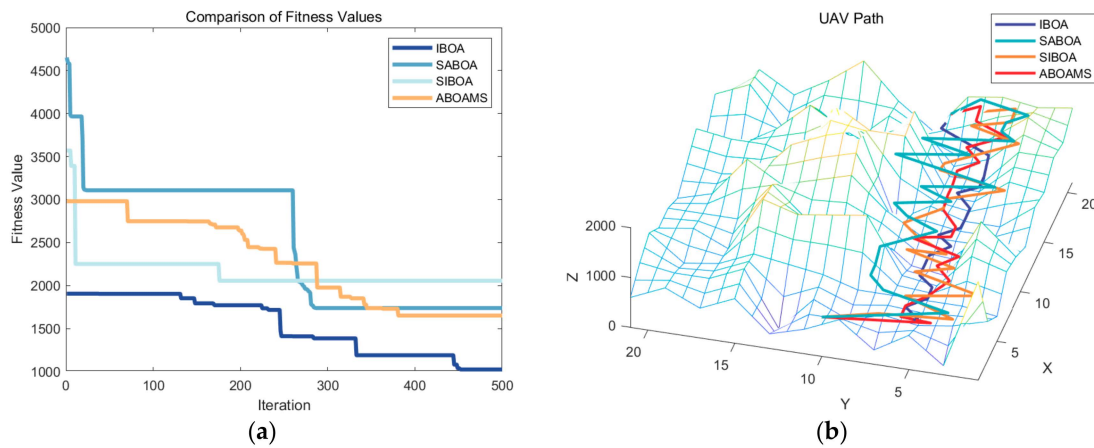 Comparison of Fitness Values
5000
4500
4000
3500
3000
2500
2000
1500
1000
Fitness Value
0
100
200
300
400
500
Iteration
IBOA
SABOA
SIBOA
ABOAMS
(a)
UAV Path
IBOA
SABOA
SIBOA
ABOAMS
2000
1000
0
Z
20
15
10
5
Y
5
10
15
20
X
(b)